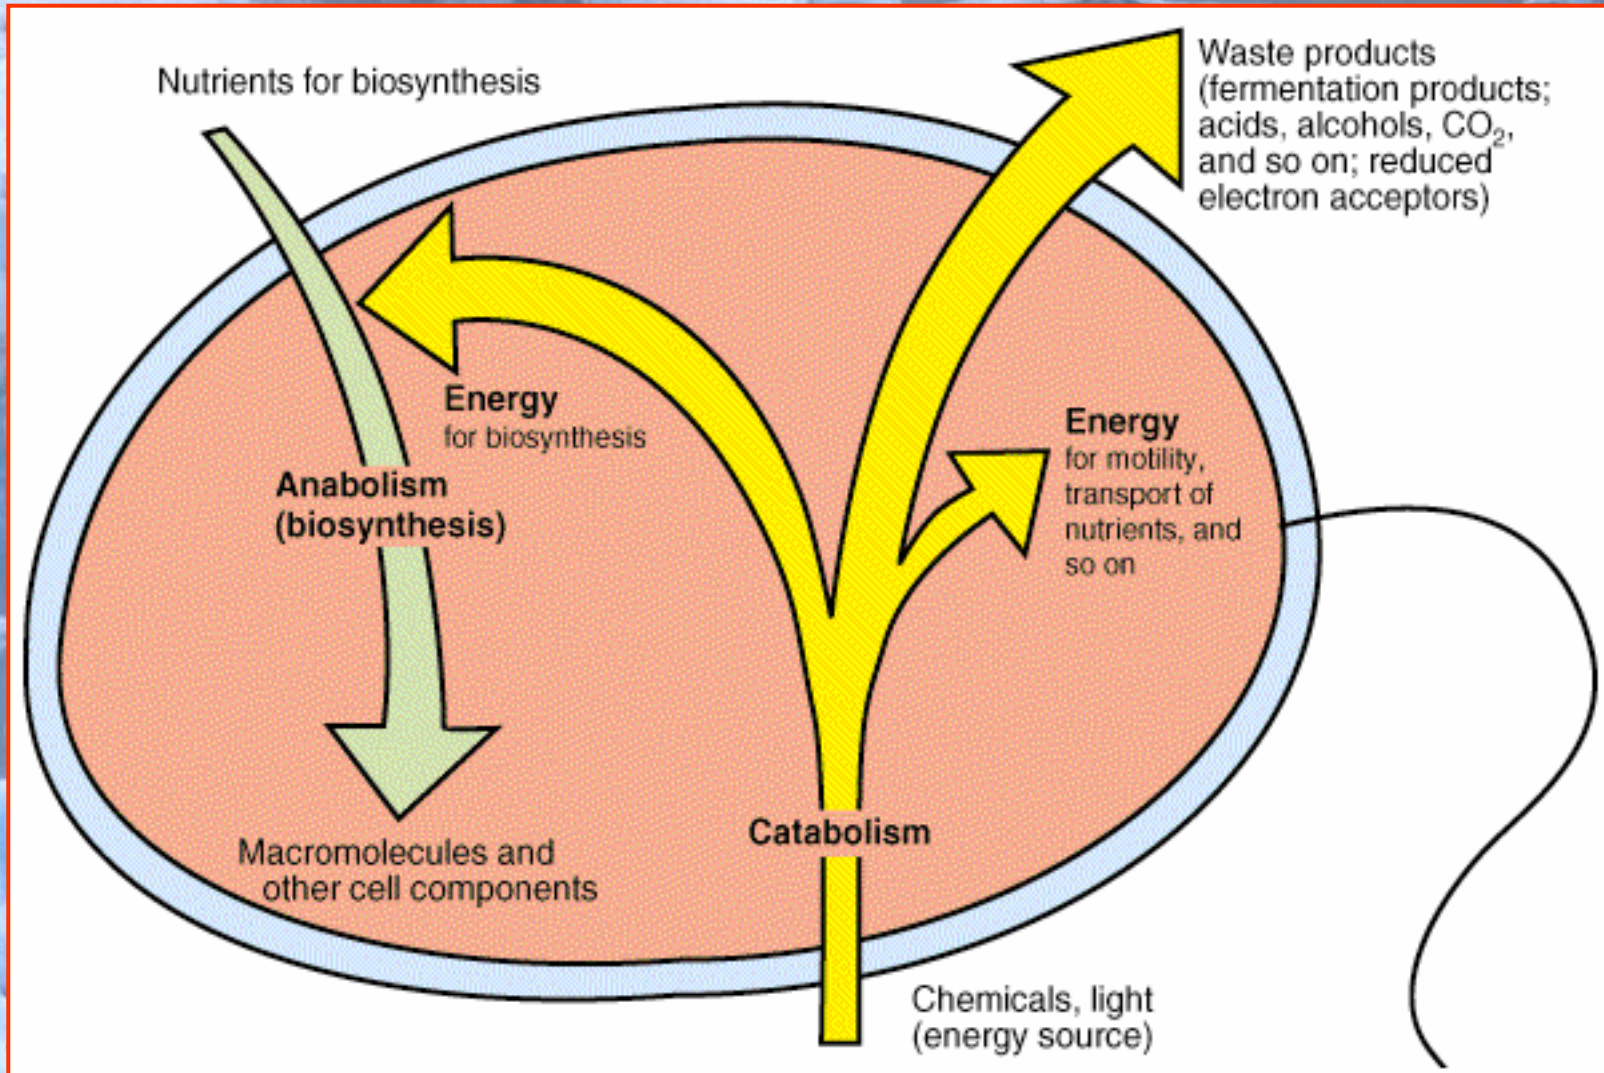 Nutrients for biosynthesis
Waste products
(fermentation products;
acids, alcohols, CO₂,
and so on; reduced
electron acceptors)
Energy
for biosynthesis
Energy
for motility,
transport of
nutrients, and
so on
Anabolism
(biosynthesis)
Catabolism
Macromolecules and
other cell components
Chemicals, light
(energy source)